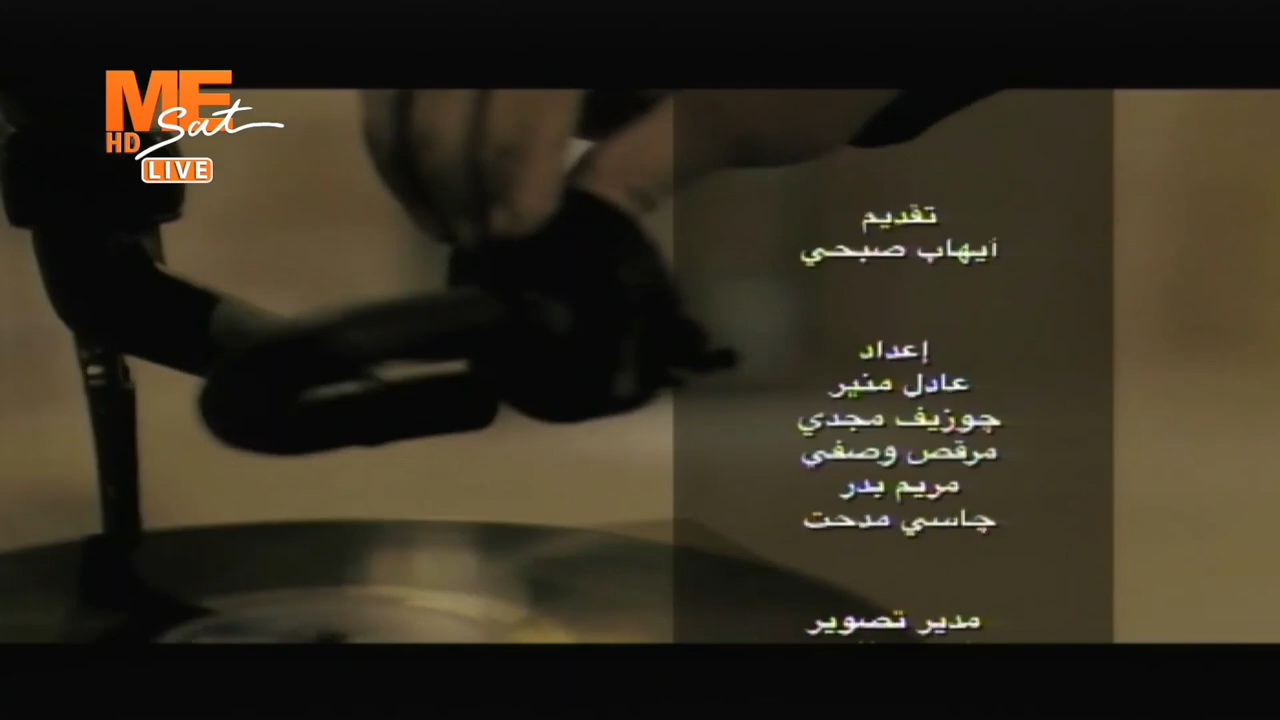 ME
Sat
HD
LIVE
تقديم
أيهاب صبحي
إعداد
عادل منير
جوزيف مجدي
مرقص وصفي
مريم بدر
چاسي مدحت
مدير تصوير